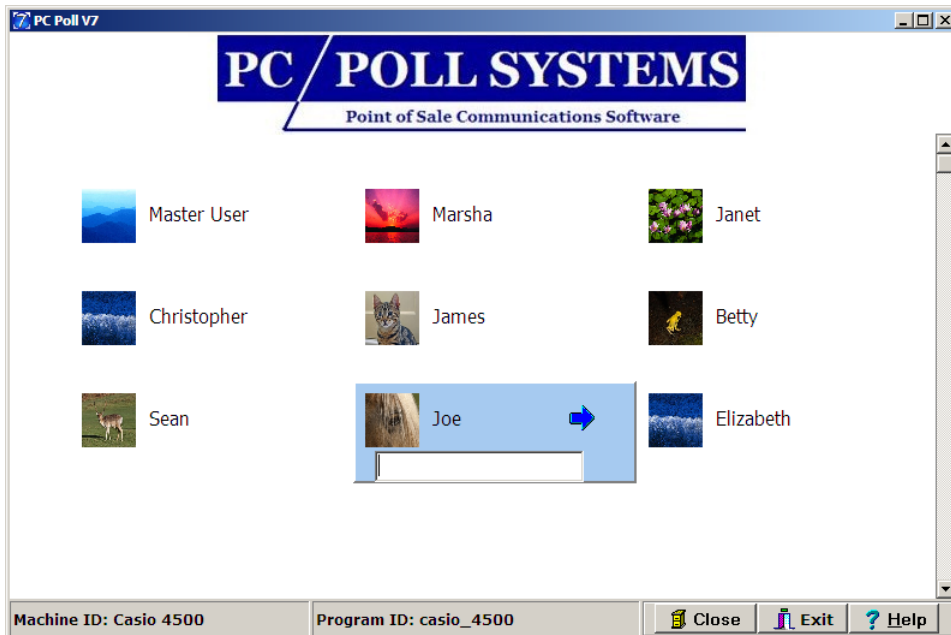 PC Poll V7
PC/POLL SYSTEMS
Point of Sale Communications Software
Master User
Marsha
Janet
Christopher
James
Betty
Sean
Joe
Elizabeth
Machine ID: Casio 4500
Program ID: casio_4500
Close
Exit
? Help